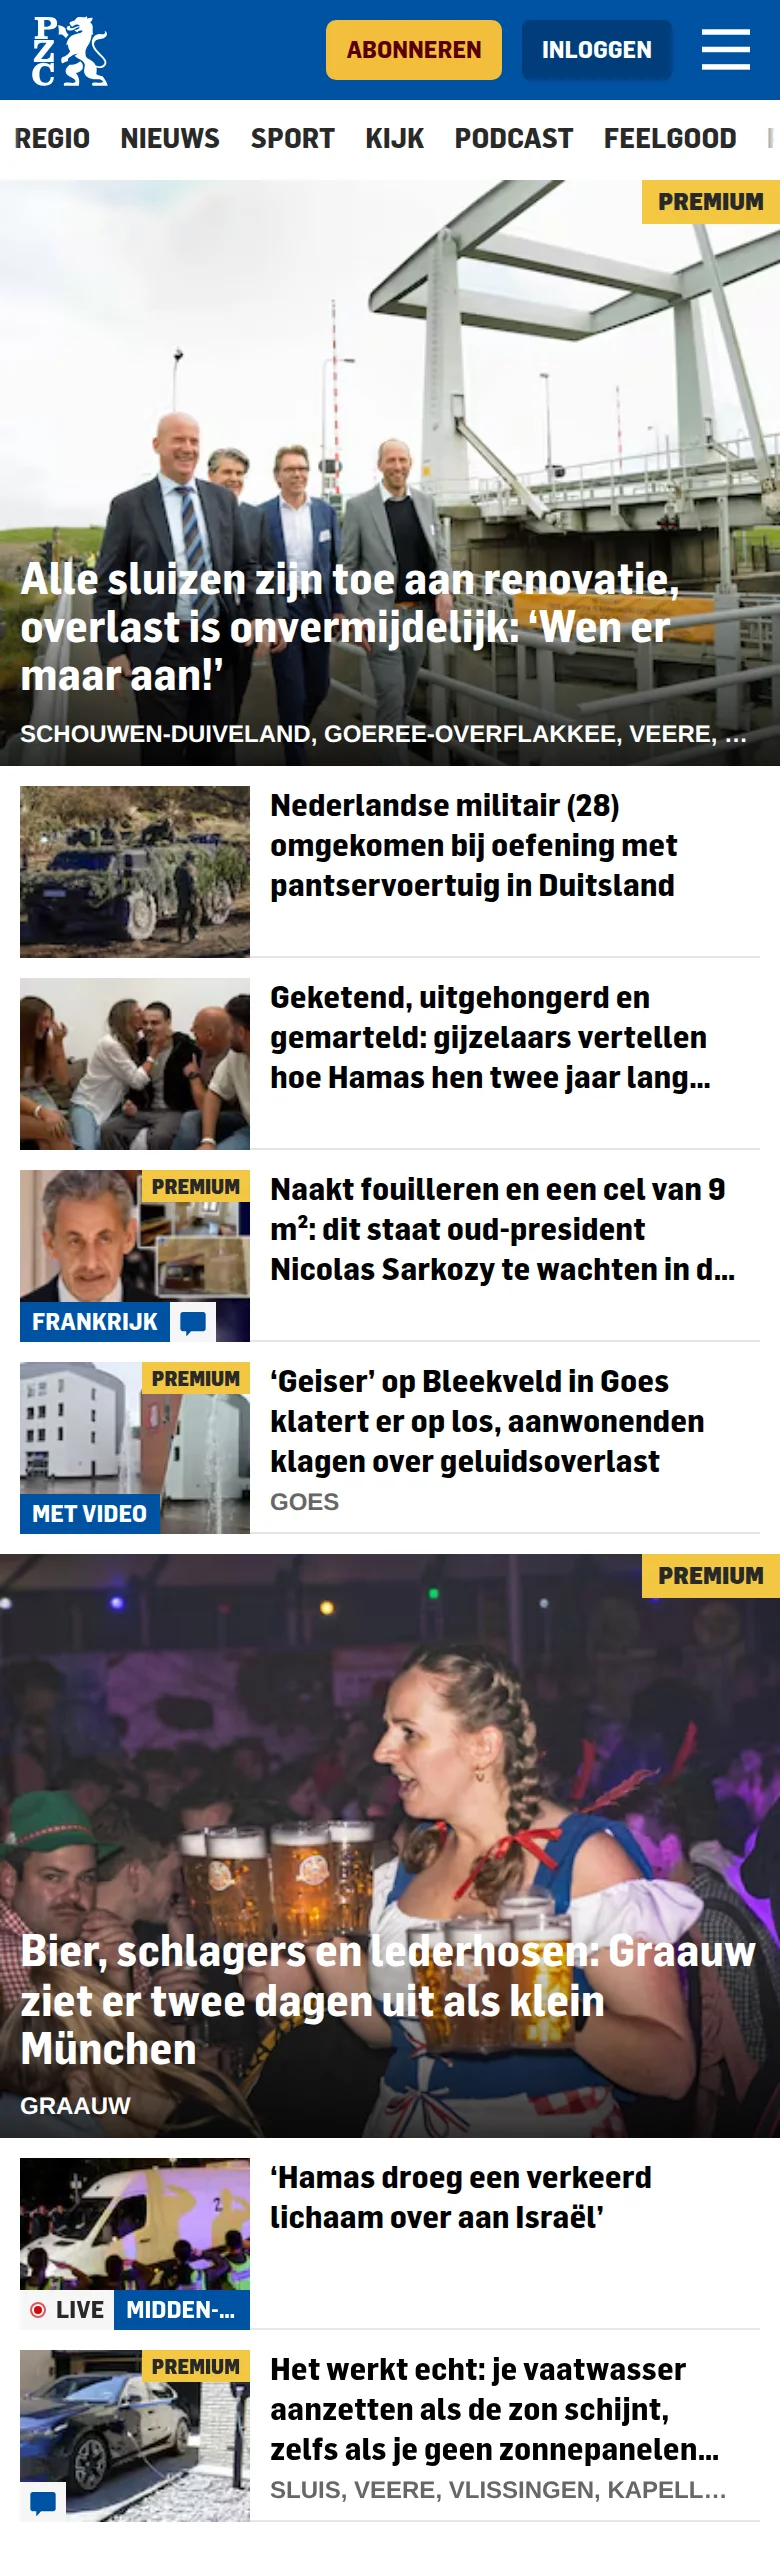 PZC
ABONNEREN
INLOGGEN
REGIO NIEUWS SPORT KIJK PODCAST FEELGOOD
PREMIUM
Alle sluizen zijn toe aan renovatie,
overlast is onvermijdelijk: ‘Wen er
maar aan!’
SCHOUWEN-DUIVELAND, GOEREE-OVERFLAKKEE, VEERE, ...
Nederlandse militair (28)
omgekomen bij oefening met
pantservoertuig in Duitsland
Geketend, uitgehongerd en
gemarteld: gijzelaars vertellen
hoe Hamas hen twee jaar lang...
PREMIUM
FRANKRIJK
Naakt fouilleren en een cel van 9
m²: dit staat oud-president
Nicolas Sarkozy te wachten in d...
PREMIUM
MET VIDEO
‘Geiser’ op Bleekveld in Goes
klatert er op los, aanwonenden
klagen over geluidsoverlast
GOES
PREMIUM
Bier, schlagers en lederhosen: Graauw
ziet er twee dagen uit als klein
München
GRAAUW
LIVE
MIDDEN-...
‘Hamas droeg een verkeerd
lichaam over aan Israël’
PREMIUM
Het werkt echt: je vaatwasser
aanzetten als de zon schijnt,
zelfs als je geen zonnepanelen...
SLUIS, VEERE, VLISSINGEN, KAPELL...